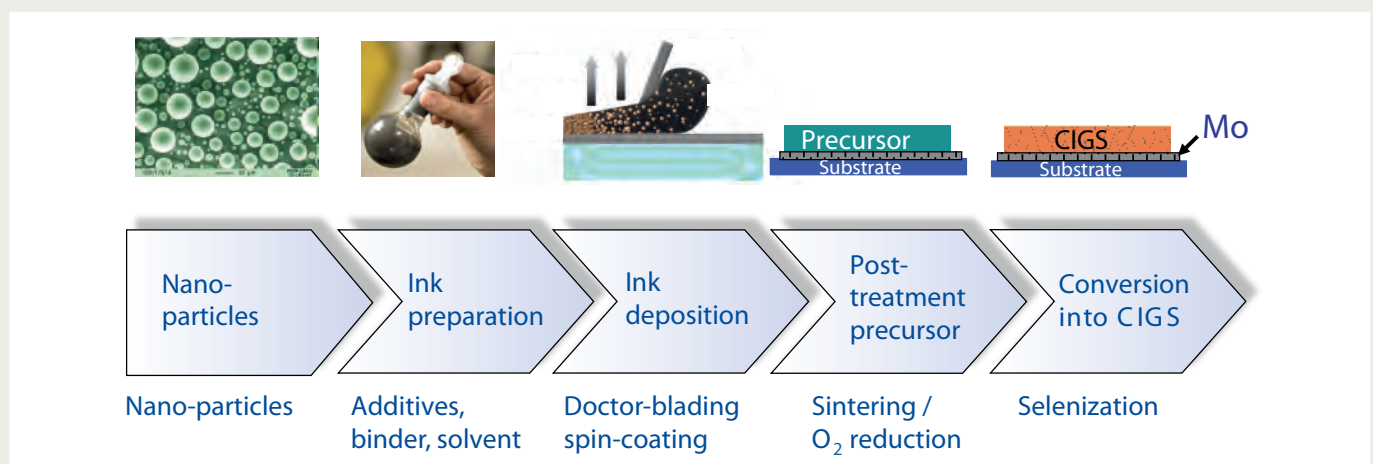 Precursor
Substrate
CIGS
Mo
Substrate
Nano-
particles
Ink
preparation
Ink
deposition
Post-
treatment
precursor
Conversion
into CIGS
Nano-particles
Additives,
binder, solvent
Doctor-blading
spin-coating
Sintering /
O₂ reduction
Selenization